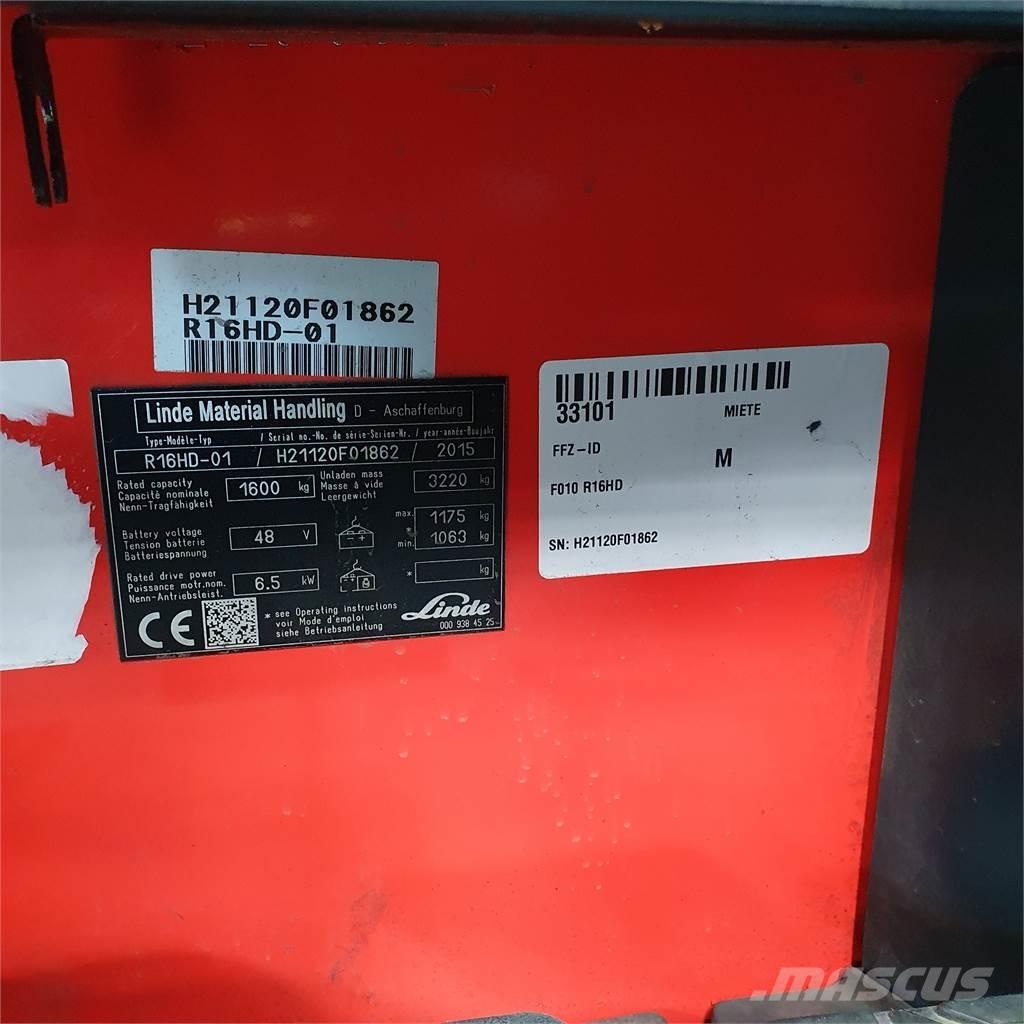 H21120F01862
R16HD-01
Linde Material Handling D - Aschaffenburg
Type-Modèle-Typ / Serial no.-No. de série-Serien-Nr. / year-année-Baujahr
R16HD-01 / H21120F01862 / 2015
Rated capacity
Capacité nominale
Nenn-Tragfähigkeit
1600 kg
Unladen mass
Masse à vide
Leergewicht
3220 kg
Battery voltage
Tension batterie
Batteriespannung
48 V
max. 1175 kg
*
min. 1063 kg
Rated drive power
Puissance motr.nom.
Nenn-Antriebsleist.
6.5 kW
* kg
CE
* see Operating instructions
voir Mode d'emploi
siehe Betriebsanleitung
Linde
000 938 45 25
33101 MIETE
FFZ-ID
M
F010 R16HD
SN: H21120F01862
MASCUS